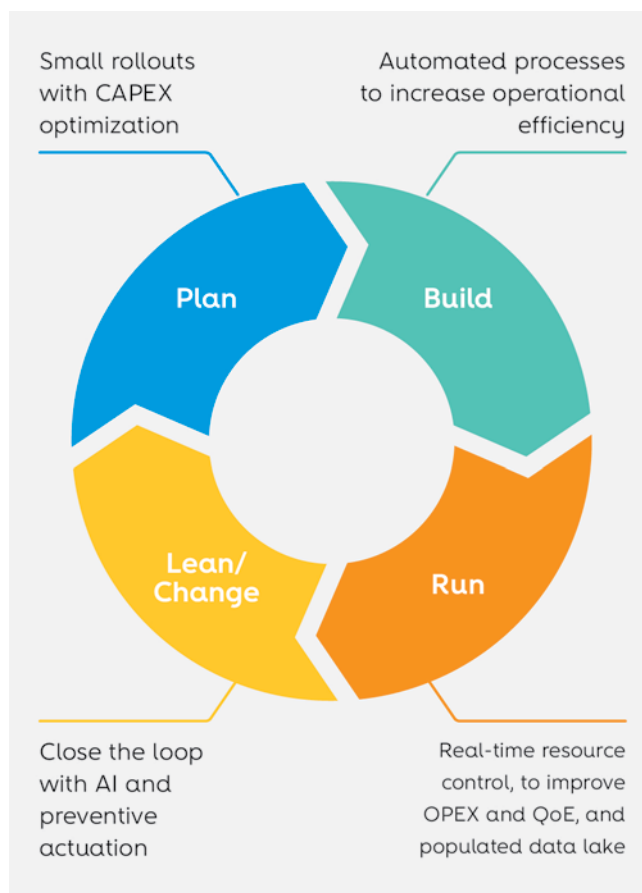 Small rollouts
with CAPEX
optimization
Automated processes
to increase operational
efficiency
Plan
Build
Lean/
Change
Run
Close the loop
with AI and
preventive
actuation
Real-time resource
control, to improve
OPEX and QoE, and
populated data lake